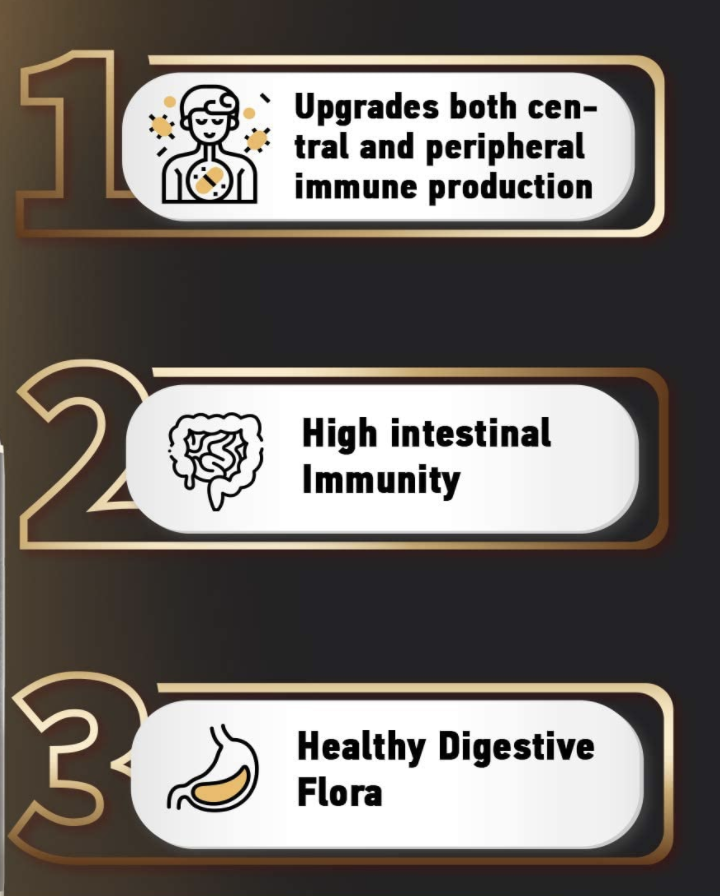 1
Upgrades both cen-
tral and peripheral
immune production
2
High intestinal
Immunity
3
Healthy Digestive
Flora